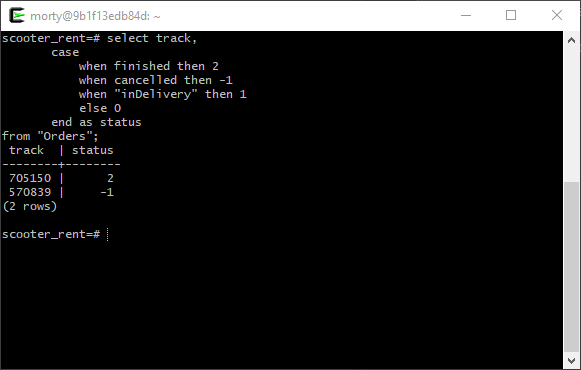 morty@9b1f13edb84d: ~
scooter_rent=# select track,
       case
           when finished then 2
           when cancelled then -1
           when "inDelivery" then 1
           else 0
       end as status
from "Orders";
 track  | status
--------+--------
 705150 |      2
 570839 |     -1
(2 rows)
scooter_rent=#